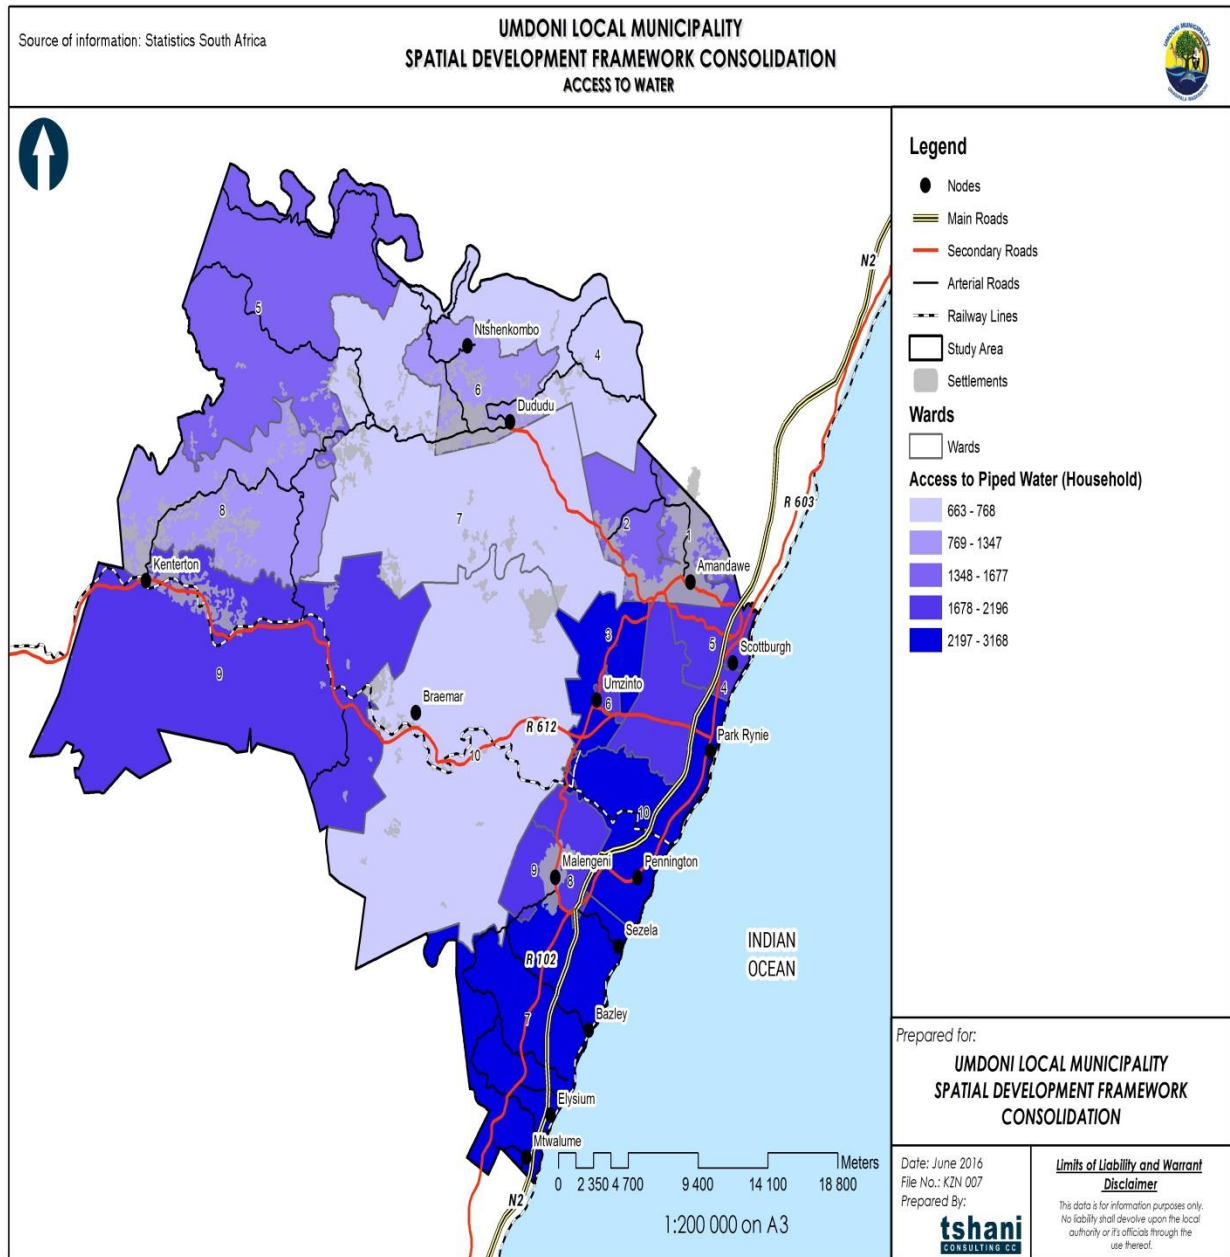 Source of information: Statistics South Africa
UMDONI LOCAL MUNICIPALITY
SPATIAL DEVELOPMENT FRAMEWORK CONSOLIDATION
ACCESS TO WATER
UMDONI MUNICIPALITY
N2
5
Ntshenkombo
4
6
Dududu
R 603
8
7
2
1
Kenterton
Amandawe
3
5
Scottburgh
9
4
Umzinto
6
Braemar
R 612
Park Rynie
10
10
Malengeni
9
8
Pennington
Sezela
INDIAN
OCEAN
R 102
7
Bazley
Elysium
Mtwalume
N2
Meters
0 2 350 4 700 9 400 14 100 18 800
1:200 000 on A3
Legend
Nodes
Main Roads
Secondary Roads
Arterial Roads
Railway Lines
Study Area
Settlements
Wards
Wards
Access to Piped Water (Household)
663 - 768
769 - 1347
1348 - 1677
1678 - 2196
2197 - 3168
Prepared for:
UMDONI LOCAL MUNICIPALITY
SPATIAL DEVELOPMENT FRAMEWORK
CONSOLIDATION
Date: June 2016
File No.: KZN 007
Prepared By:
tshani
CONSULTING CC
Limits of Liability and Warrant
Disclaimer
This data is for information purposes only.
No liability shall devolve upon the local
authority or it's officials through the
use thereof.